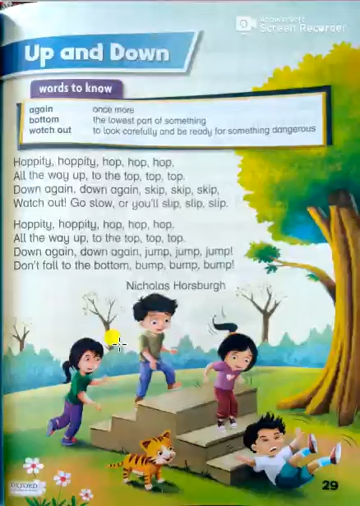 Apowersoft
Screen Recorder
Up and Down
words to know
again once more
bottom the lowest part of something
watch out to look carefully and be ready for something dangerous
Hoppity, hoppity, hop, hop, hop.
All the way up, to the top, top, top.
Down again, down again, skip, skip, skip,
Watch out! Go slow, or you'll slip, slip, slip.
Hoppity, hoppity, hop, hop, hop.
All the way up, to the top, top, top.
Down again, down again, jump, jump, jump!
Don't fall to the bottom, bump, bump, bump!
Nicholas Horsburgh
OXFORD
29